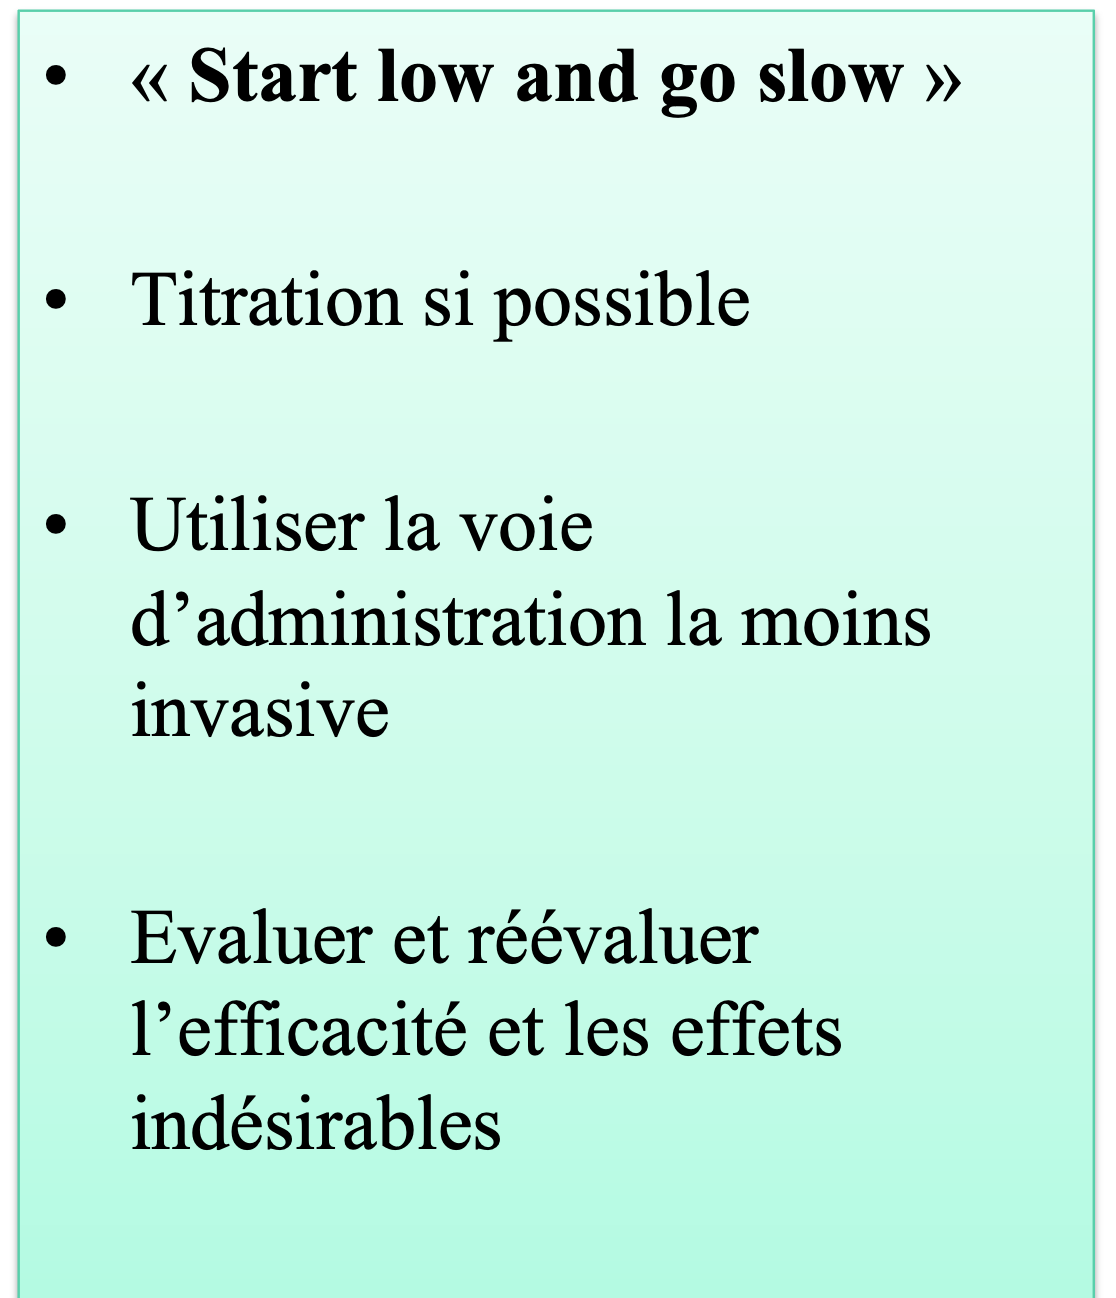 • « Start low and go slow »
• Titration si possible
• Utiliser la voie
d’administration la moins
invasive
• Evaluer et réévaluer
l’efficacité et les effets
indésirables